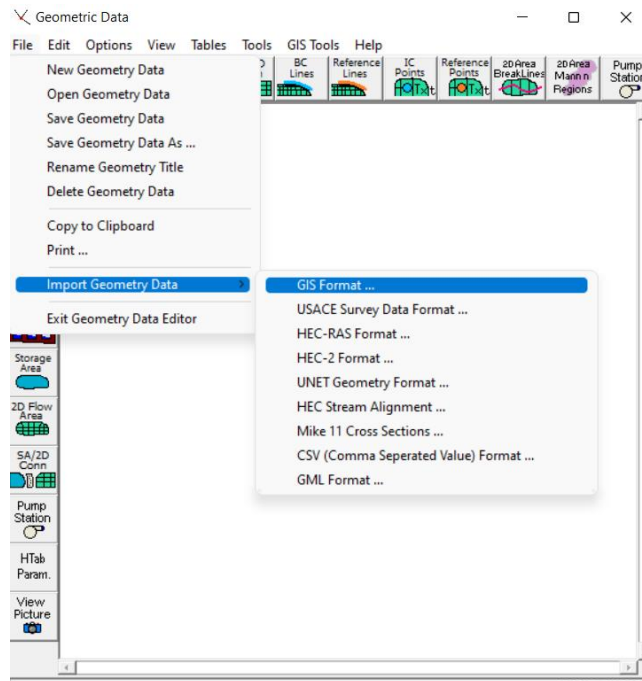 Geometric Data
File Edit Options View Tables Tools GIS Tools Help
BC Lines
Reference Lines
IC Points
Reference Points
2D Area BreakLines
2D Area Mann n Regions
Pump Station
New Geometry Data
Open Geometry Data
Save Geometry Data
Save Geometry Data As ...
Rename Geometry Title
Delete Geometry Data
Copy to Clipboard
Print ...
Import Geometry Data
Exit Geometry Data Editor
GIS Format ...
USACE Survey Data Format ...
HEC-RAS Format ...
HEC-2 Format ...
UNET Geometry Format ...
HEC Stream Alignment ...
Mike 11 Cross Sections ...
CSV (Comma Seperated Value) Format ...
GML Format ...
Storage
Area
2D Flow
Area
SA/2D
Conn
Pump
Station
HTab
Param.
View
Picture